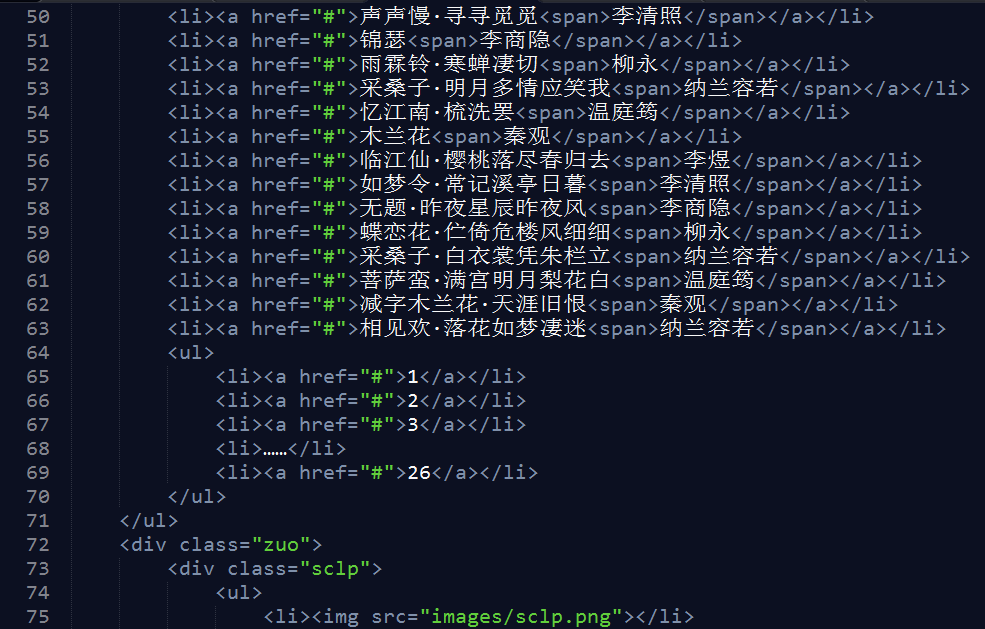 50 <li><a href="#">声声慢·寻寻觅觅<span>李清照</span></a></li>
51 <li><a href="#">锦瑟<span>李商隐</span></a></li>
52 <li><a href="#">雨霖铃·寒蝉凄切<span>柳永</span></a></li>
53 <li><a href="#">采桑子·明月多情应笑我<span>纳兰容若</span></a></li>
54 <li><a href="#">忆江南·梳洗罢<span>温庭筠</span></a></li>
55 <li><a href="#">木兰花<span>秦观</span></a></li>
56 <li><a href="#">临江仙·樱桃落尽春归去<span>李煜</span></a></li>
57 <li><a href="#">如梦令·常记溪亭日暮<span>李清照</span></a></li>
58 <li><a href="#">无题·昨夜星辰昨夜风<span>李商隐</span></a></li>
59 <li><a href="#">蝶恋花·伫倚危楼风细细<span>柳永</span></a></li>
60 <li><a href="#">采桑子·白衣裳凭朱栏立<span>纳兰容若</span></a></li>
61 <li><a href="#">菩萨蛮·满宫明月梨花白<span>温庭筠</span></a></li>
62 <li><a href="#">减字木兰花·天涯旧恨<span>秦观</span></a></li>
63 <li><a href="#">相见欢·落花如梦凄迷<span>纳兰容若</span></a></li>
64 <ul>
65 <li><a href="#">1</a></li>
66 <li><a href="#">2</a></li>
67 <li><a href="#">3</a></li>
68 <li>……</li>
69 <li><a href="#">26</a></li>
70 </ul>
71 </ul>
72 <div class="zuo">
73 <div class="sclp">
74 <ul>
75 <li><img src="images/sclp.png"></li>